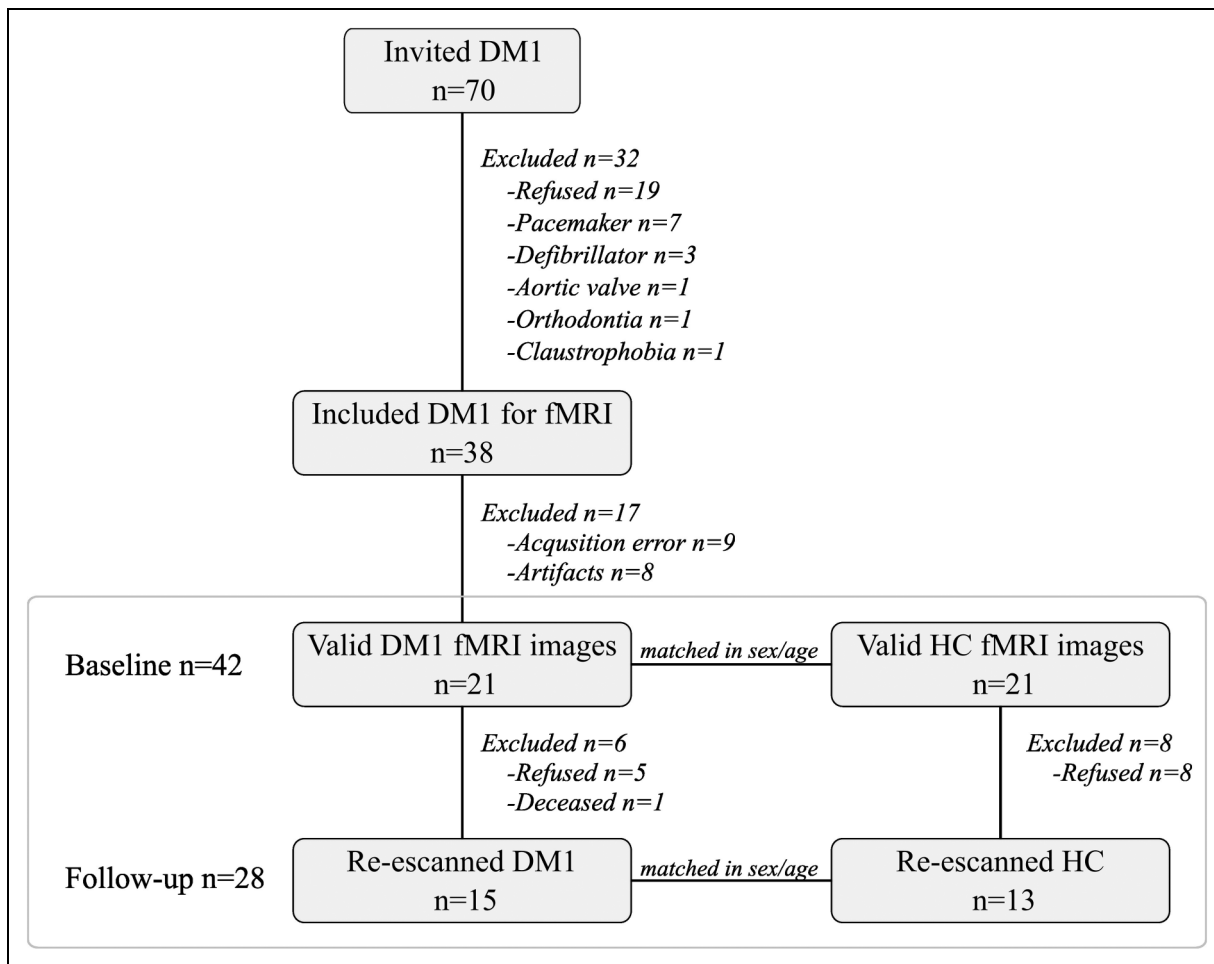 Invited DM1
n=70
Excluded n=32
-Refused n=19
-Pacemaker n=7
-Defibrillator n=3
-Aortic valve n=1
-Orthodontia n=1
-Claustrophobia n=1
Included DM1 for fMRI
n=38
Excluded n=17
-Acqusition error n=9
-Artifacts n=8
Baseline n=42
Valid DM1 fMRI images
n=21
matched in sex/age
Valid HC fMRI images
n=21
Excluded n=6
-Refused n=5
-Deceased n=1
Excluded n=8
-Refused n=8
Follow-up n=28
Re-escanned DM1
n=15
matched in sex/age
Re-escanned HC
n=13